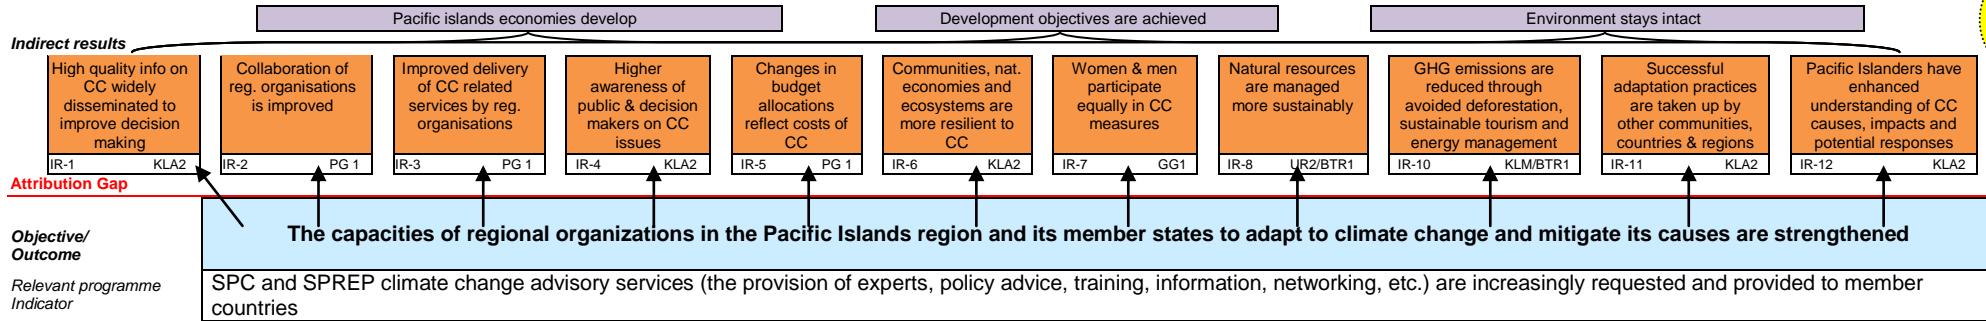 Pacific islands economies develop
Development objectives are achieved
Environment stays intact
Indirect results
High quality info on
CC widely
disseminated to
improve decision
making
IR-1 KLA2
Collaboration of
reg. organisations
is improved
IR-2 PG 1
Improved delivery
of CC related
services by reg.
organisations
IR-3 PG 1
Higher
awareness of
public & decision
makers on CC
issues
IR-4 KLA2
Changes in
budget
allocations
reflect costs of
CC
IR-5 PG 1
Communities, nat.
economies and
ecosystems are
more resilient to
CC
IR-6 KLA2
Women & men
participate
equally in CC
measures
IR-7 GG1
Natural resources
are managed
more sustainably
IR-8 UR2/BTR1
GHG emissions are
reduced through
avoided deforestation,
sustainable tourism and
energy management
IR-10 KLM/BTR1
Successful
adaptation practices
are taken up by
other communities,
countries & regions
IR-11 KLA2
Pacific Islanders have
enhanced
understanding of CC
causes, impacts and
potential responses
IR-12 KLA2
Attribution Gap
Objective/
Outcome
The capacities of regional organizations in the Pacific Islands region and its member states to adapt to climate change and mitigate its causes are strengthened
Relevant programme
Indicator
SPC and SPREP climate change advisory services (the provision of experts, policy advice, training, information, networking, etc.) are increasingly requested and provided to member
countries